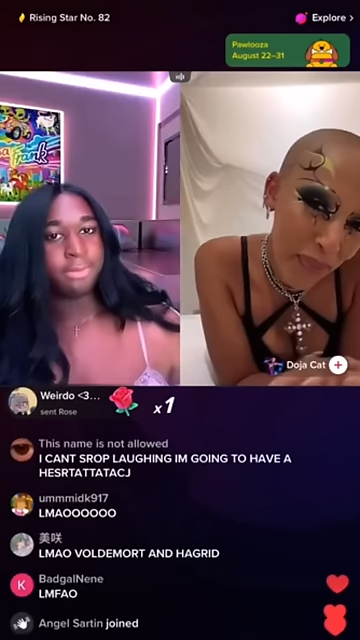 Rising Star No. 82
Explore >
Pawlooza
August 22–31
Frank
Doja Cat
Weirdo <3...
sent Rose
x1
This name is not allowed
I CANT SROP LAUGHING IM GOING TO HAVE A
HESRTATTATACJ
ummmidk917
LMAOOOOOO
美咲
LMAO VOLDEMORT AND HAGRID
K
BadgalNene
LMFAO
Angel Sartin joined